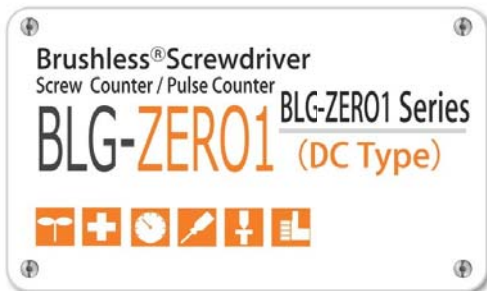 Brushless®Screwdriver
Screw Counter / Pulse Counter
BLG-ZERO1
BLG-ZERO1 Series
(DC Type)